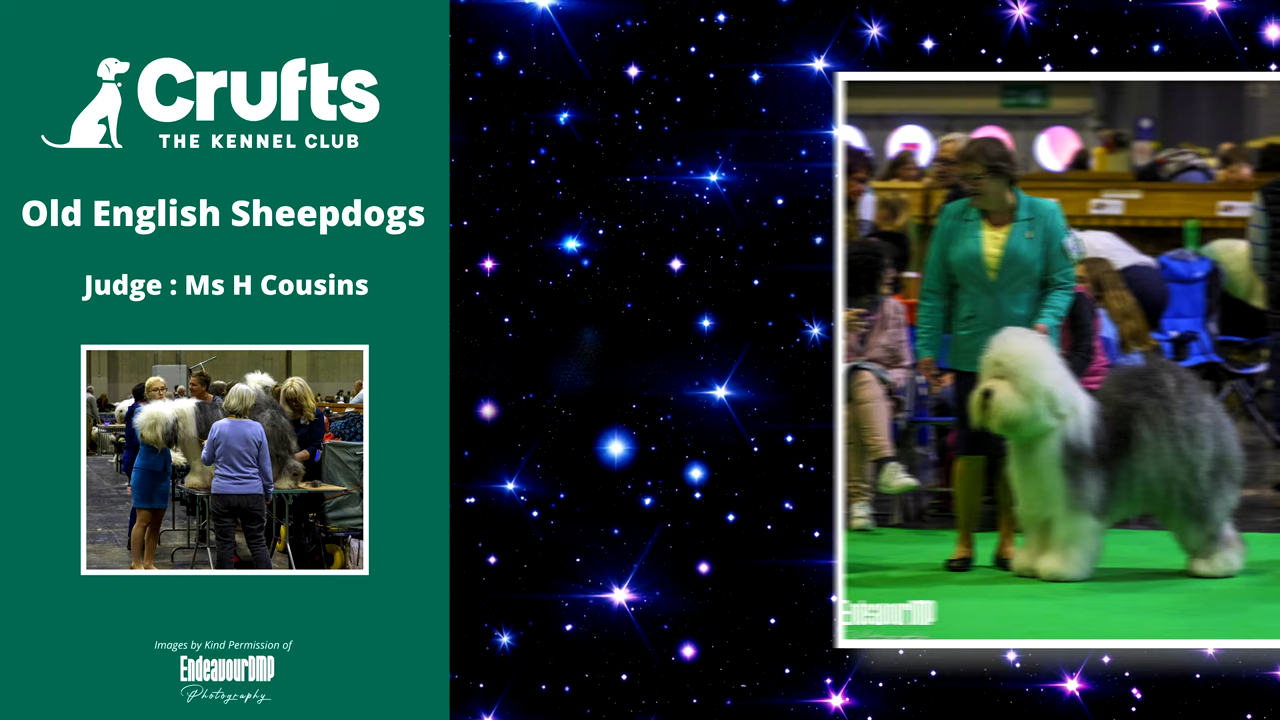 Crufts
THE KENNEL CLUB
Old English Sheepdogs
Judge : Ms H Cousins
Images by Kind Permission of
EndeavourDMP
Photography
EndeavourDMP